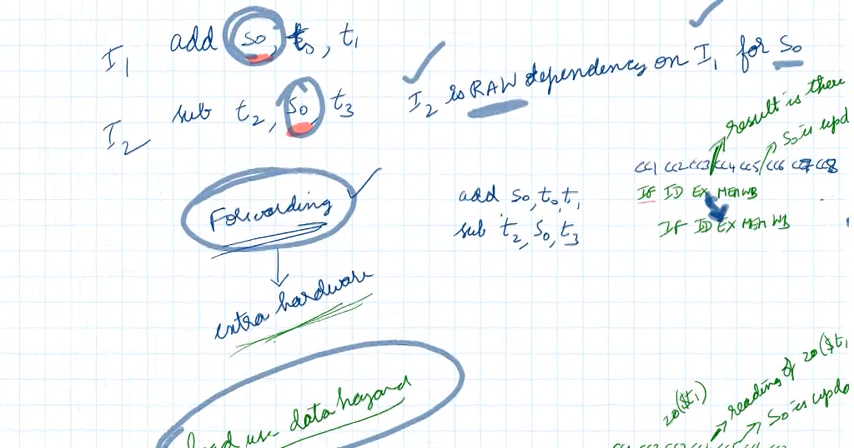 I1 add s0, t0, t1
I2 sub t2, s0, t3
I2 is RAW dependency on I1 for S0
result is there
S0 is upd
CC1 CC2 CC3 CC4 CC5 CC6 CC7 CC8
IF ID EX MEM WB
IF ID EX MEM WB
Forwarding
add s0, t0, t1
sub t2, s0, t3
extra hardware
load use data hazard
20($t1)
reading of 20($t1
S0 is upda